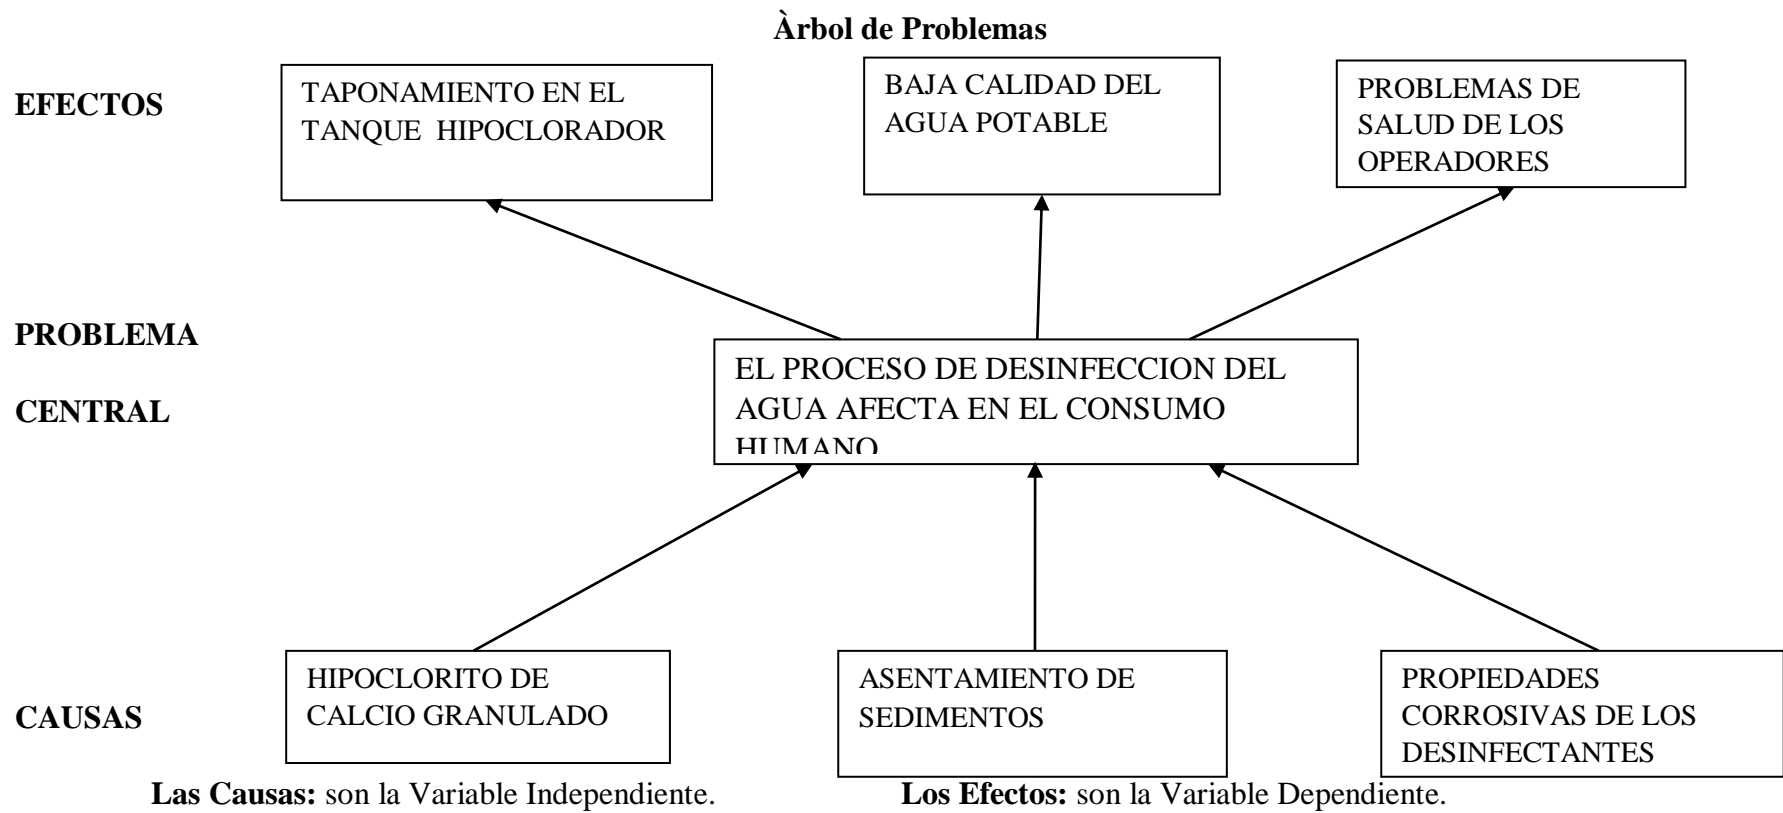 Àrbol de Problemas
EFECTOS
TAPONAMIENTO EN EL
TANQUE HIPOCLORADOR
BAJA CALIDAD DEL
AGUA POTABLE
PROBLEMAS DE
SALUD DE LOS
OPERADORES
PROBLEMA
CENTRAL
EL PROCESO DE DESINFECCION DEL
AGUA AFECTA EN EL CONSUMO
HUMANO
CAUSAS
HIPOCLORITO DE
CALCIO GRANULADO
ASENTAMIENTO DE
SEDIMENTOS
PROPIEDADES
CORROSIVAS DE LOS
DESINFECTANTES
Las Causas: son la Variable Independiente.
Los Efectos: son la Variable Dependiente.